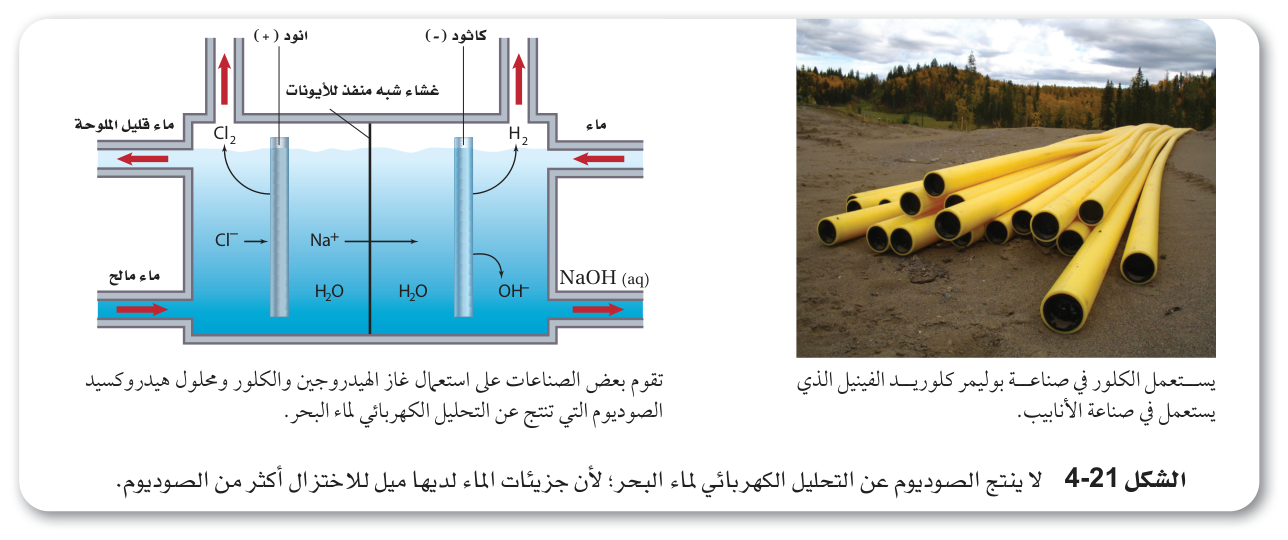 كاثود (-)
انود (+)
غشاء شبه منفذ للأيونات
ماء
ماء قليل الملوحة
Cl₂
H₂
Cl⁻
Na⁺
ماء مالح
H₂O
H₂O
OH⁻
NaOH (aq)
يستعمل الكلور في صناعة بوليمر كلوريد الفينيل الذي
يستعمل في صناعة الأنابيب.
تقوم بعض الصناعات على استعمال غاز الهيدروجين والكلور ومحلول هيدروكسيد
الصوديوم التي تنتج عن التحليل الكهربائي لماء البحر.
الشكل 21-4 لا ينتج الصوديوم عن التحليل الكهربائي لماء البحر؛ لأن جزيئات الماء لديها ميل للاختزال أكثر من الصوديوم.